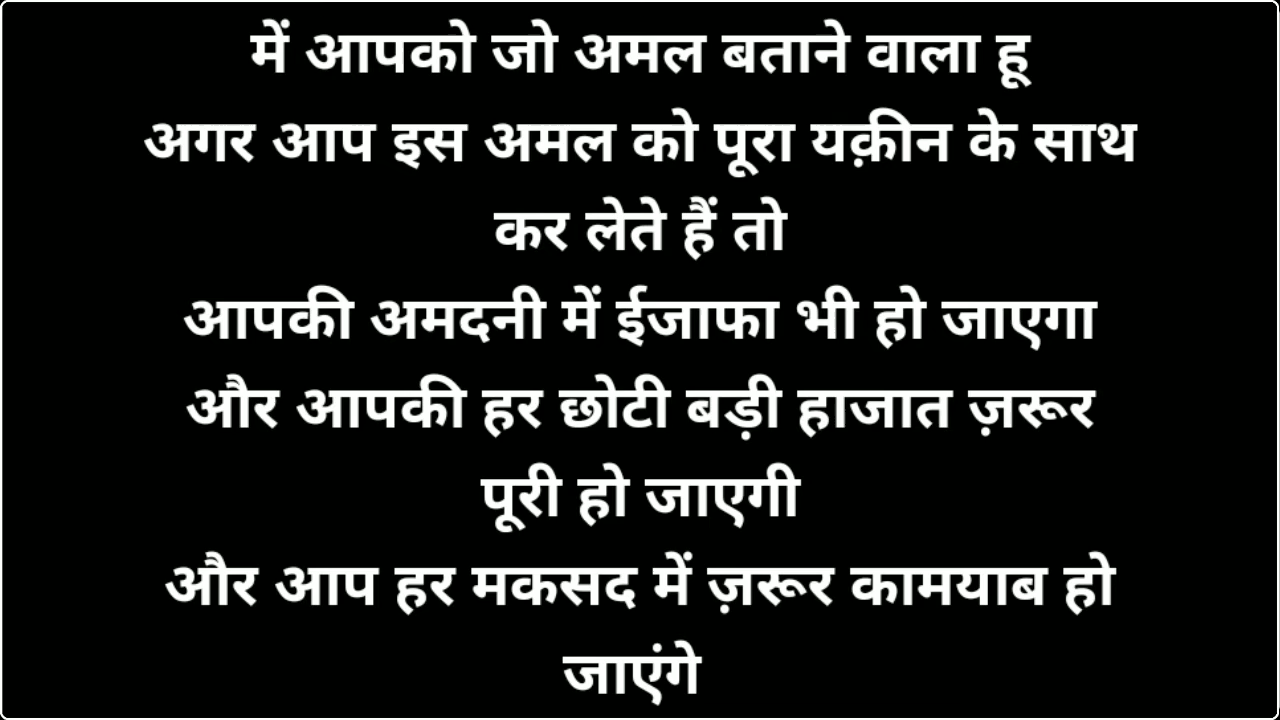 में आपको जो अमल बताने वाला हू
अगर आप इस अमल को पूरा यक़ीन के साथ
कर लेते हैं तो
आपकी अमदनी में ईजाफा भी हो जाएगा
और आपकी हर छोटी बड़ी हाजात ज़रूर
पूरी हो जाएगी
और आप हर मकसद में ज़रूर कामयाब हो
जाएंगे